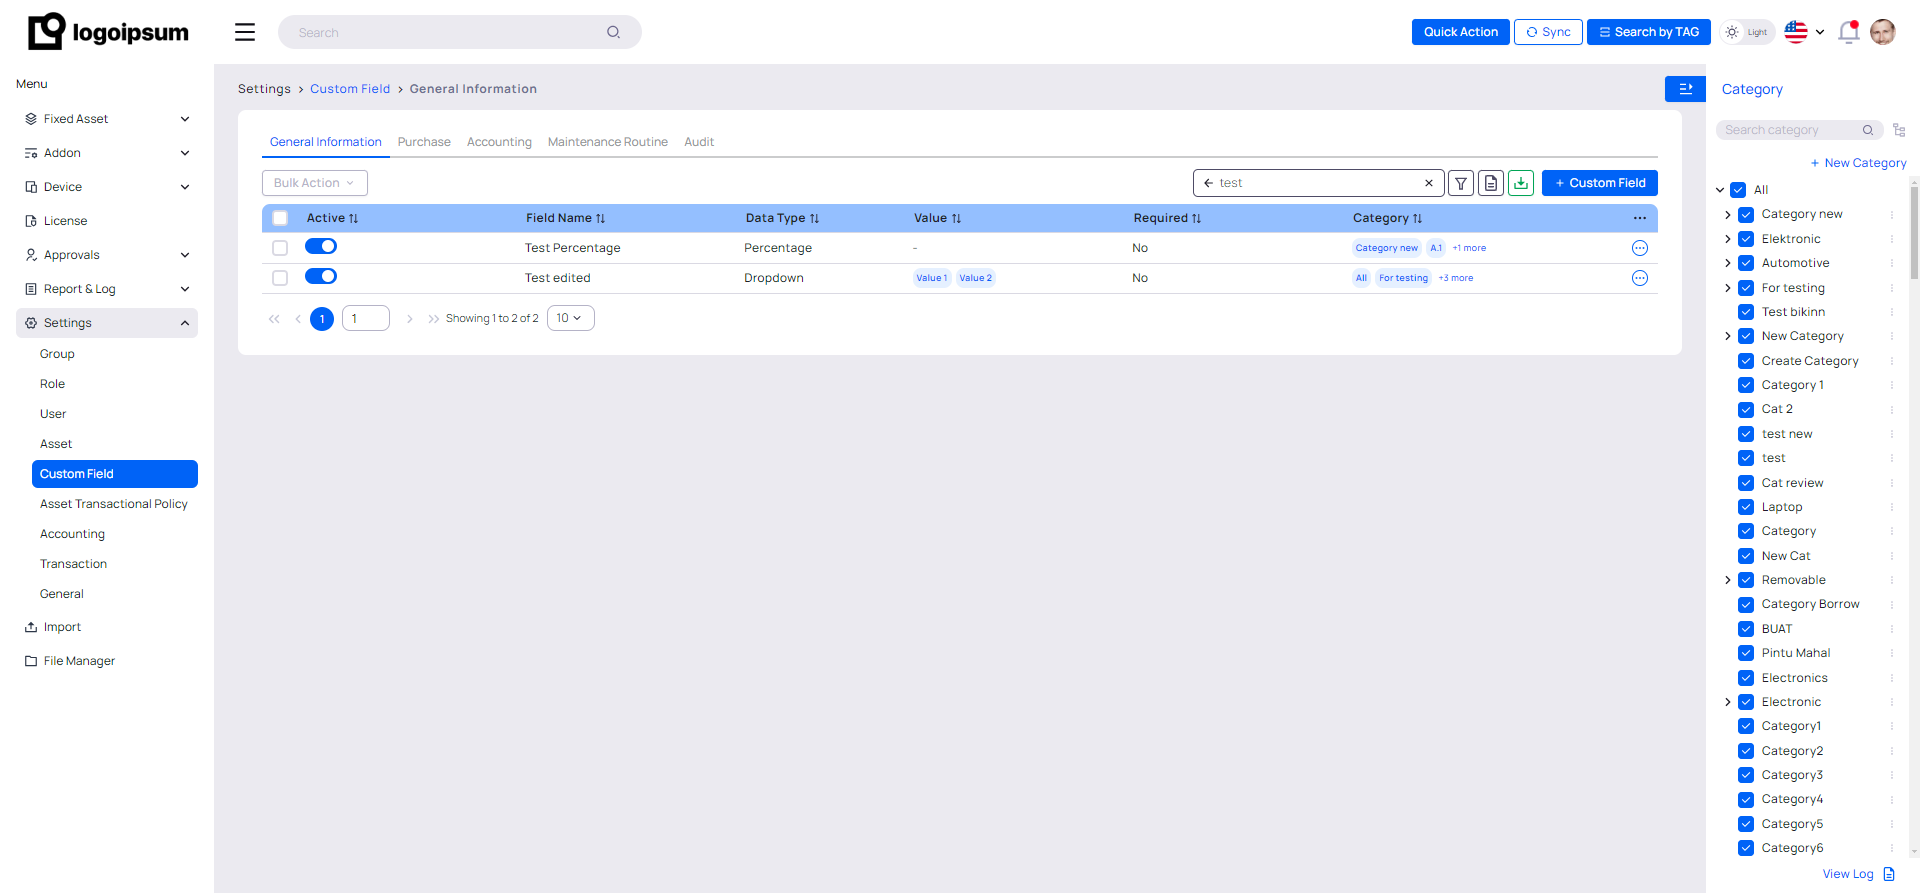 logoipsum
Search
Quick Action
Sync
Search by TAG
Light
Menu
Fixed Asset
Addon
Device
License
Approvals
Report & Log
Settings
Group
Role
User
Asset
Custom Field
Asset Transactional Policy
Accounting
Transaction
General
Import
File Manager
Settings > Custom Field > General Information
General Information Purchase Accounting Maintenance Routine Audit
Bulk Action
test
+ Custom Field
Active Field Name Data Type Value Required Category
Test Percentage Percentage - No Category new A.1 +1 more
Test edited Dropdown Value 1 Value 2 No All For testing +3 more
1 1 Showing 1 to 2 of 2 10
Category
Search category
+ New Category
All
Category new
Elektronic
Automotive
For testing
Test bikinn
New Category
Create Category
Category 1
Cat 2
test new
test
Cat review
Laptop
Category
New Cat
Removable
Category Borrow
BUAT
Pintu Mahal
Electronics
Electronic
Category1
Category2
Category3
Category4
Category5
Category6
View Log